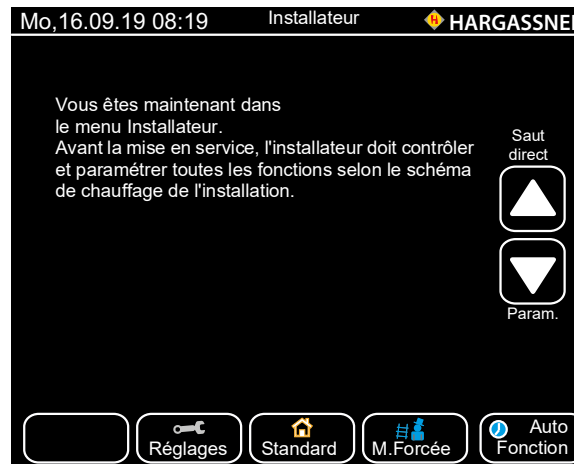 Mo,16.09.19 08:19 Installateur HARGASSNE
Vous êtes maintenant dans
le menu Installateur.
Avant la mise en service, l'installateur doit contrôler
et paramétrer toutes les fonctions selon le schéma
de chauffage de l'installation.
Saut
direct
Param.
Réglages
Standard
M.Forcée
Auto
Fonction